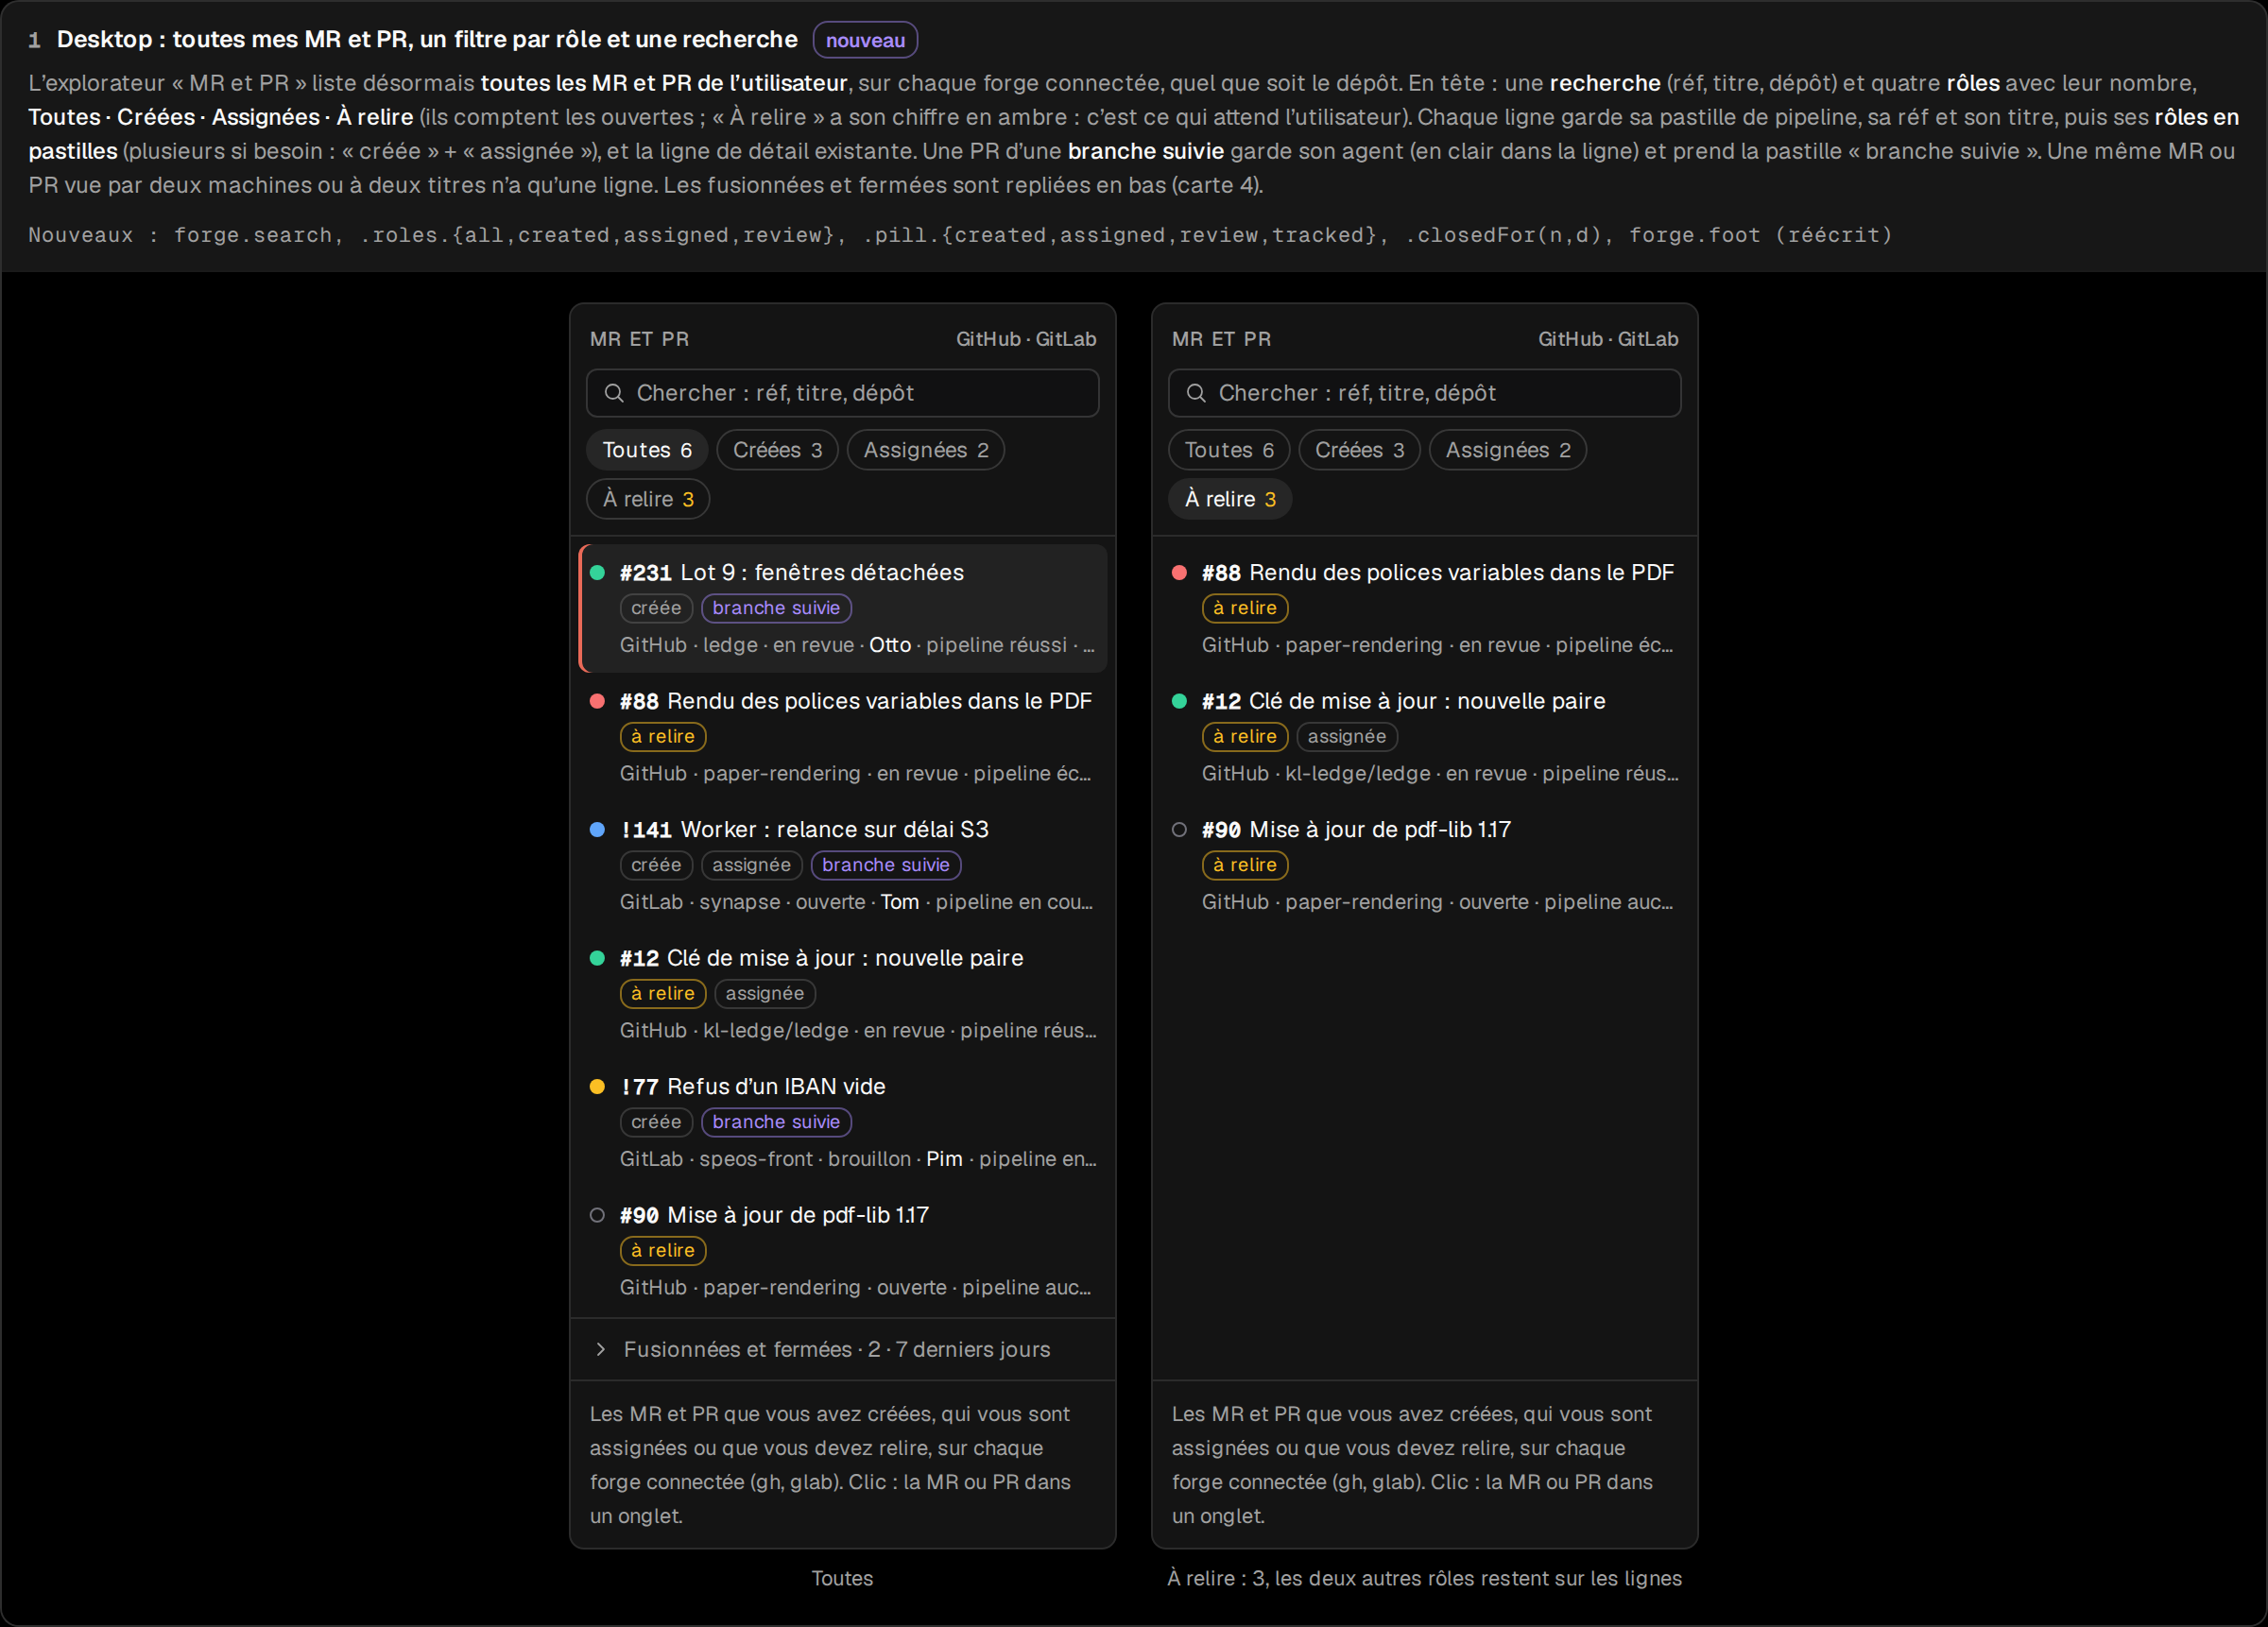 1 Desktop : toutes mes MR et PR, un filtre par rôle et une recherche nouveau
L’explorateur « MR et PR » liste désormais toutes les MR et PR de l’utilisateur, sur chaque forge connectée, quel que soit le dépôt. En tête : une recherche (réf, titre, dépôt) et quatre rôles avec leur nombre,
Toutes · Créées · Assignées · À relire (ils comptent les ouvertes ; « À relire » a son chiffre en ambre : c’est ce qui attend l’utilisateur). Chaque ligne garde sa pastille de pipeline, sa réf et son titre, puis ses rôles en
pastilles (plusieurs si besoin : « créée » + « assignée »), et la ligne de détail existante. Une PR d’une branche suivie garde son agent (en clair dans la ligne) et prend la pastille « branche suivie ». Une même MR ou
PR vue par deux machines ou à deux titres n’a qu’une ligne. Les fusionnées et fermées sont repliées en bas (carte 4).
Nouveaux : forge.search, .roles.{all,created,assigned,review}, .pill.{created,assigned,review,tracked}, .closedFor(n,d), forge.foot (réécrit)
MR ET PR GitHub · GitLab
Chercher : réf, titre, dépôt
Toutes 6 Créées 3 Assignées 2
À relire 3
#231 Lot 9 : fenêtres détachées
créée branche suivie
GitHub · ledge · en revue · Otto · pipeline réussi · …
#88 Rendu des polices variables dans le PDF
à relire
GitHub · paper-rendering · en revue · pipeline éc…
!141 Worker : relance sur délai S3
créée assignée branche suivie
GitLab · synapse · ouverte · Tom · pipeline en cou…
#12 Clé de mise à jour : nouvelle paire
à relire assignée
GitHub · kl-ledge/ledge · en revue · pipeline réus…
!77 Refus d’un IBAN vide
créée branche suivie
GitLab · speos-front · brouillon · Pim · pipeline en…
#90 Mise à jour de pdf-lib 1.17
à relire
GitHub · paper-rendering · ouverte · pipeline auc…
Fusionnées et fermées · 2 · 7 derniers jours
Les MR et PR que vous avez créées, qui vous sont
assignées ou que vous devez relire, sur chaque
forge connectée (gh, glab). Clic : la MR ou PR dans
un onglet.
Toutes
MR ET PR GitHub · GitLab
Chercher : réf, titre, dépôt
Toutes 6 Créées 3 Assignées 2
À relire 3
#88 Rendu des polices variables dans le PDF
à relire
GitHub · paper-rendering · en revue · pipeline éc…
#12 Clé de mise à jour : nouvelle paire
à relire assignée
GitHub · kl-ledge/ledge · en revue · pipeline réus…
#90 Mise à jour de pdf-lib 1.17
à relire
GitHub · paper-rendering · ouverte · pipeline auc…
Les MR et PR que vous avez créées, qui vous sont
assignées ou que vous devez relire, sur chaque
forge connectée (gh, glab). Clic : la MR ou PR dans
un onglet.
À relire : 3, les deux autres rôles restent sur les lignes